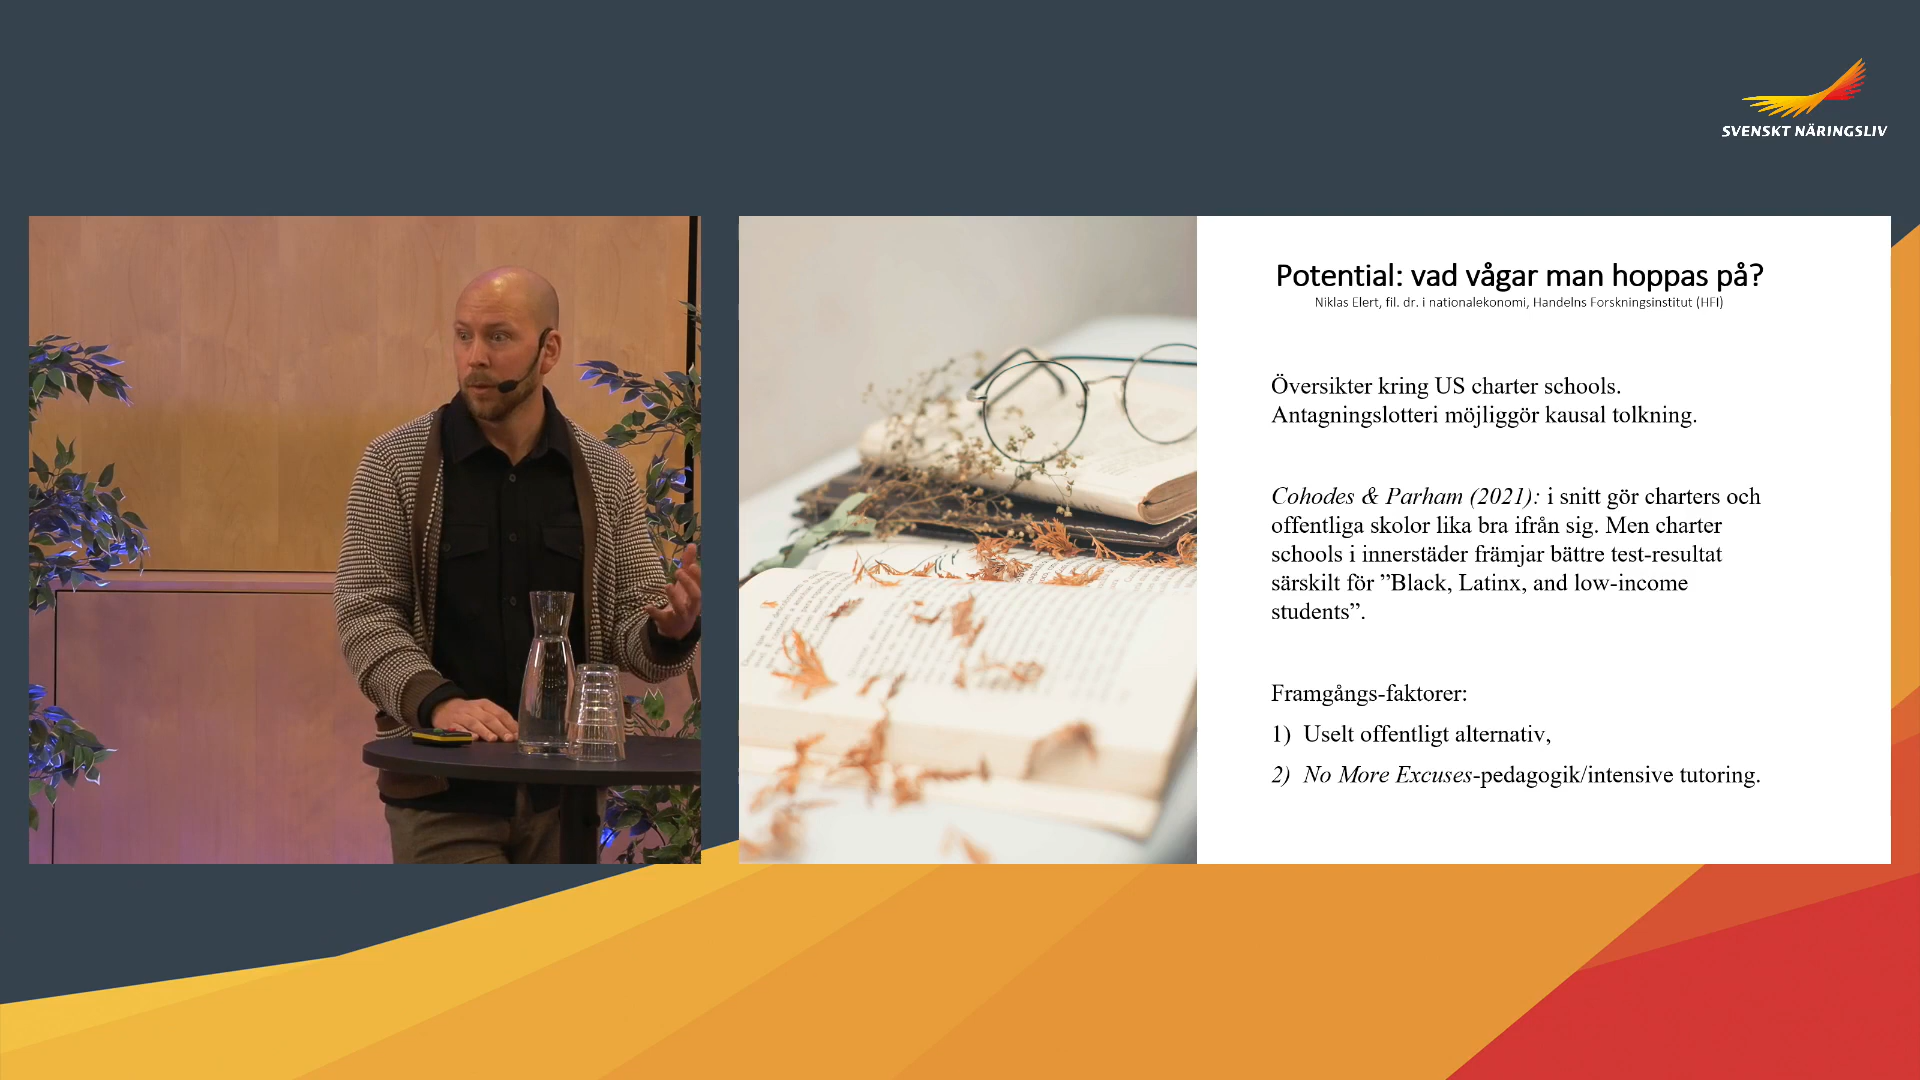 SVENSKT NÄRINGSLIV
Potential: vad vågar man hoppas på?
Niklas Elert, fil. dr. i nationalekonomi, Handelns Forskningsinstitut (HFI)
Översikter kring US charter schools.
Antagningslotteri möjliggör kausal tolkning.
Cohodes & Parham (2021): i snitt gör charters och
offentliga skolor lika bra ifrån sig. Men charter
schools i innerstäder främjar bättre test-resultat
särskilt för ”Black, Latinx, and low-income
students”.
Framgångs-faktorer:
1) Uselt offentligt alternativ,
2) No More Excuses-pedagogik/intensive tutoring.